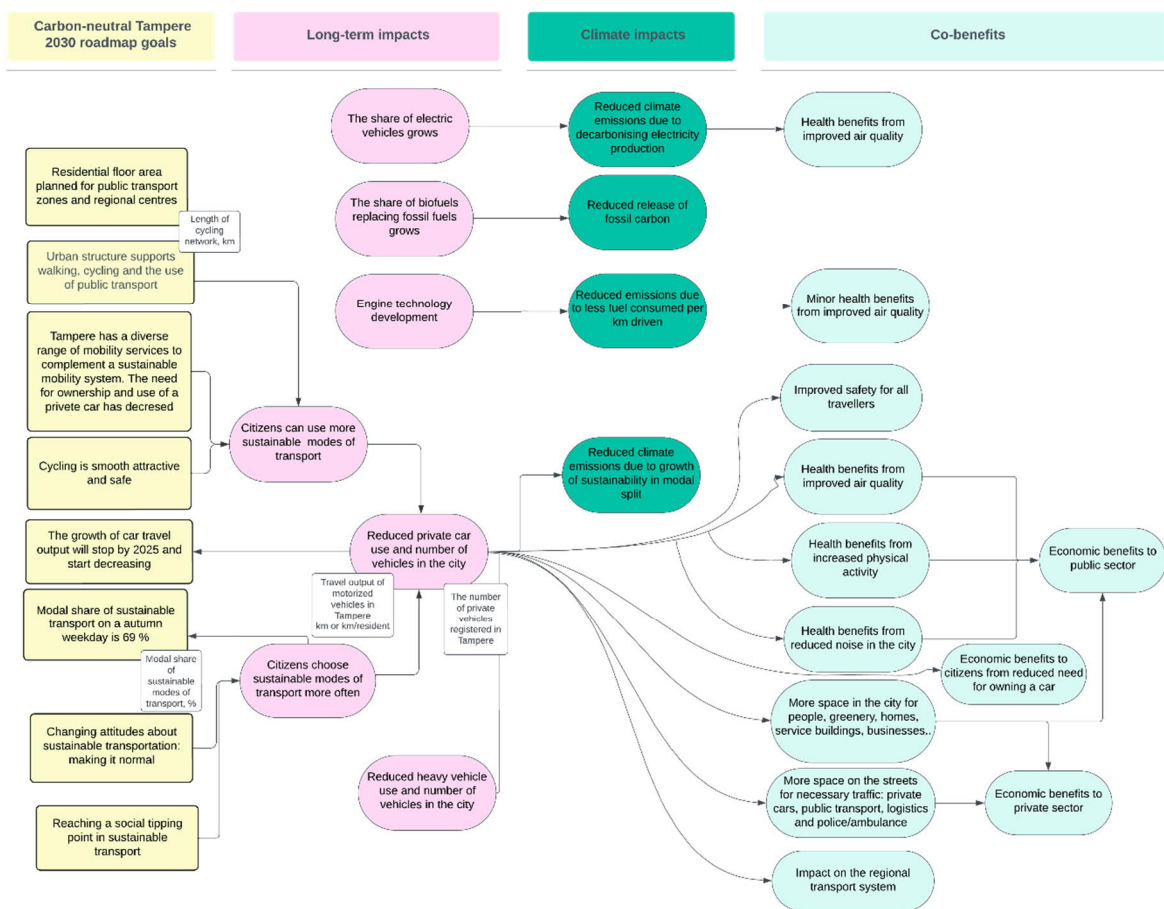 Carbon-neutral Tampere
2030 roadmap goals
Long-term impacts
Climate impacts
Co-benefits
Residential floor area
planned for public transport
zones and regional centres
Length of
cycling
network, km
Urban structure supports
walking, cycling and the use
of public transport
Tampere has a diverse
range of mobility services to
complement a sustainable
mobility system. The need
for ownership and use of a
privete car has decresed
Cycling is smooth attractive
and safe
The growth of car travel
output will stop by 2025 and
start decreasing
Modal share of sustainable
transport on a autumn
weekday is 69 %
Modal share
of
sustainable
modes of
transport, %
Changing attitudes about
sustainable transportation:
making it normal
Reaching a social tipping
point in sustainable
transport
The share of electric
vehicles grows
The share of biofuels
replacing fossil fuels
grows
Engine technology
development
Citizens can use more
sustainable modes of
transport
Reduced private car
use and number of
vehicles in the city
Travel output of
motorized
vehicles in
Tampere
km or km/resident
The number
of private
vehicles
registered in
Tampere
Citizens choose
sustainable modes of
transport more often
Reduced heavy vehicle
use and number of
vehicles in the city
Reduced climate
emissions due to
decarbonising electricity
production
Reduced release of
fossil carbon
Reduced emissions due
to less fuel consumed per
km driven
Reduced climate
emissions due to growth
of sustainability in modal
split
Health benefits from
improved air quality
Minor health benefits
from improved air quality
Improved safety for all
travellers
Health benefits from
improved air quality
Health benefits from
increased physical
activity
Health benefits from
reduced noise in the city
Economic benefits to
public sector
Economic benefits to
citizens from reduced need
for owning a car
More space in the city for
people, greenery, homes,
service buildings, businesses..
More space on the streets
for necessary traffic: private
cars, public transport, logistics
and police/ambulance
Economic benefits to
private sector
Impact on the regional
transport system